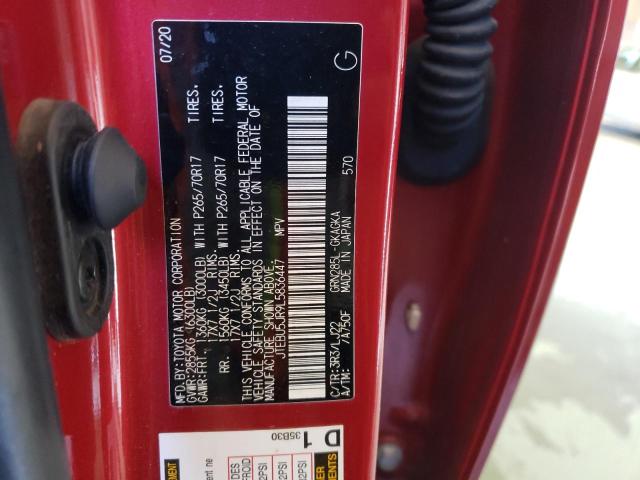 MFD.BY:TOYOTA MOTOR CORPORATION 07/20
GVWR:2855KG (6300LB)
GAWR:FRT. 1360KG (3000LB) WITH P265/70R17 TIRES.
17X7 1/2J RIMS.
RR. 1560KG (3450LB) WITH P265/70R17 TIRES.
17X7 1/2J RIMS.
THIS VEHICLE CONFORMS TO ALL APPLICABLE FEDERAL MOTOR
VEHICLE SAFETY STANDARDS IN EFFECT ON THE DATE OF
MANUFACTURE SHOWN ABOVE.
JTEBU5JR9L5836447 MPV
C/TR:3R3/LJ22 GRN285L-GKAGKA
A/TM: /A750F MADE IN JAPAN
570
G
D 1
35B30